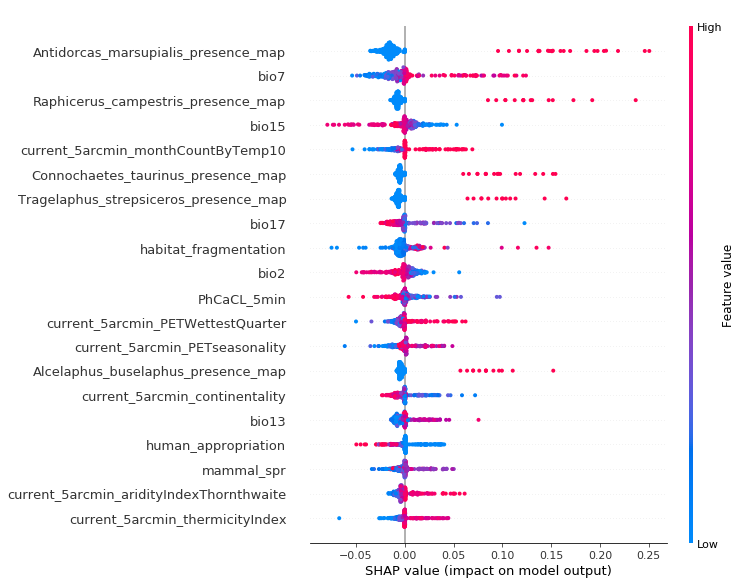 High
Antidorcas_marsupialis_presence_map
bio7
Raphicerus_campestris_presence_map
bio15
current_5arcmin_monthCountByTemp10
Connochaetes_taurinus_presence_map
Tragelaphus_strepsiceros_presence_map
bio17
habitat_fragmentation
bio2
PhCaCL_5min
current_5arcmin_PETWettestQuarter
current_5arcmin_PETseasonality
Alcelaphus_buselaphus_presence_map
current_5arcmin_continentality
bio13
human_appropriation
mammal_spr
current_5arcmin_aridityIndexThornthwaite
current_5arcmin_thermicityIndex
Feature value
Low
−0.05 0.00 0.05 0.10 0.15 0.20 0.25
SHAP value (impact on model output)